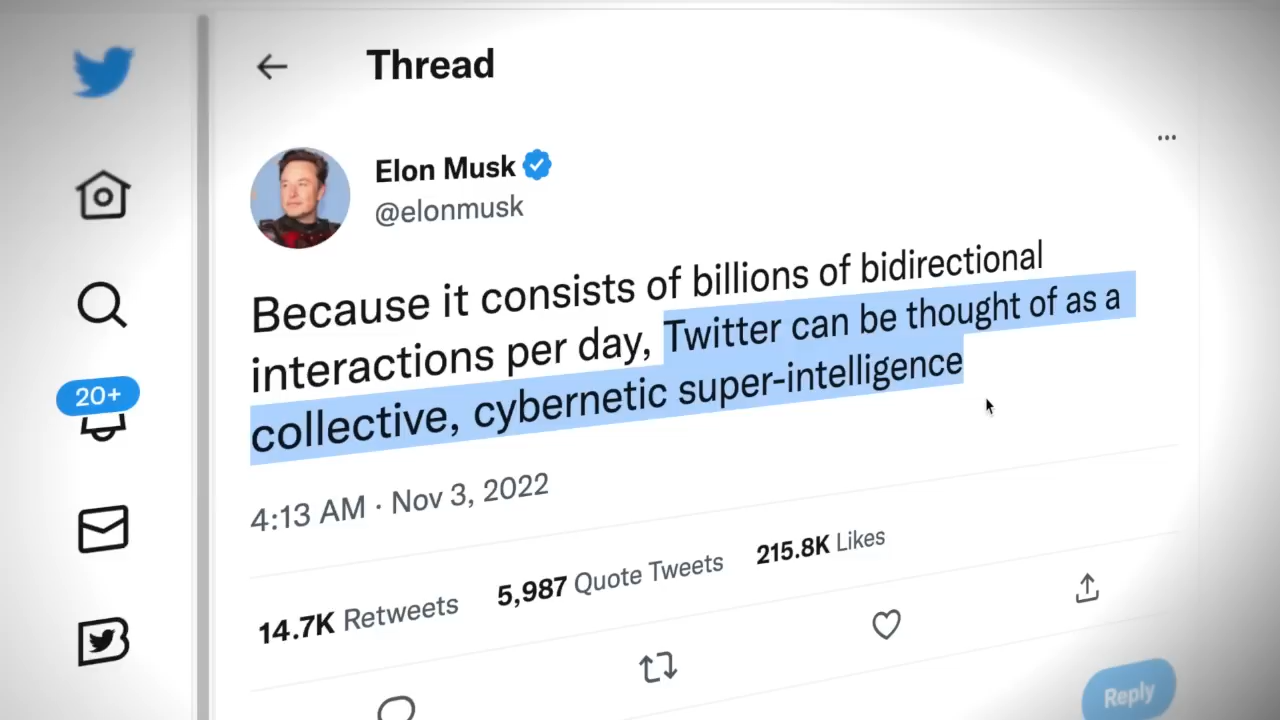 Thread
Elon Musk
@elonmusk
Because it consists of billions of bidirectional
interactions per day, Twitter can be thought of as a
collective, cybernetic super-intelligence
20+
4:13 AM · Nov 3, 2022
14.7K Retweets 5,987 Quote Tweets 215.8K Likes
Reply